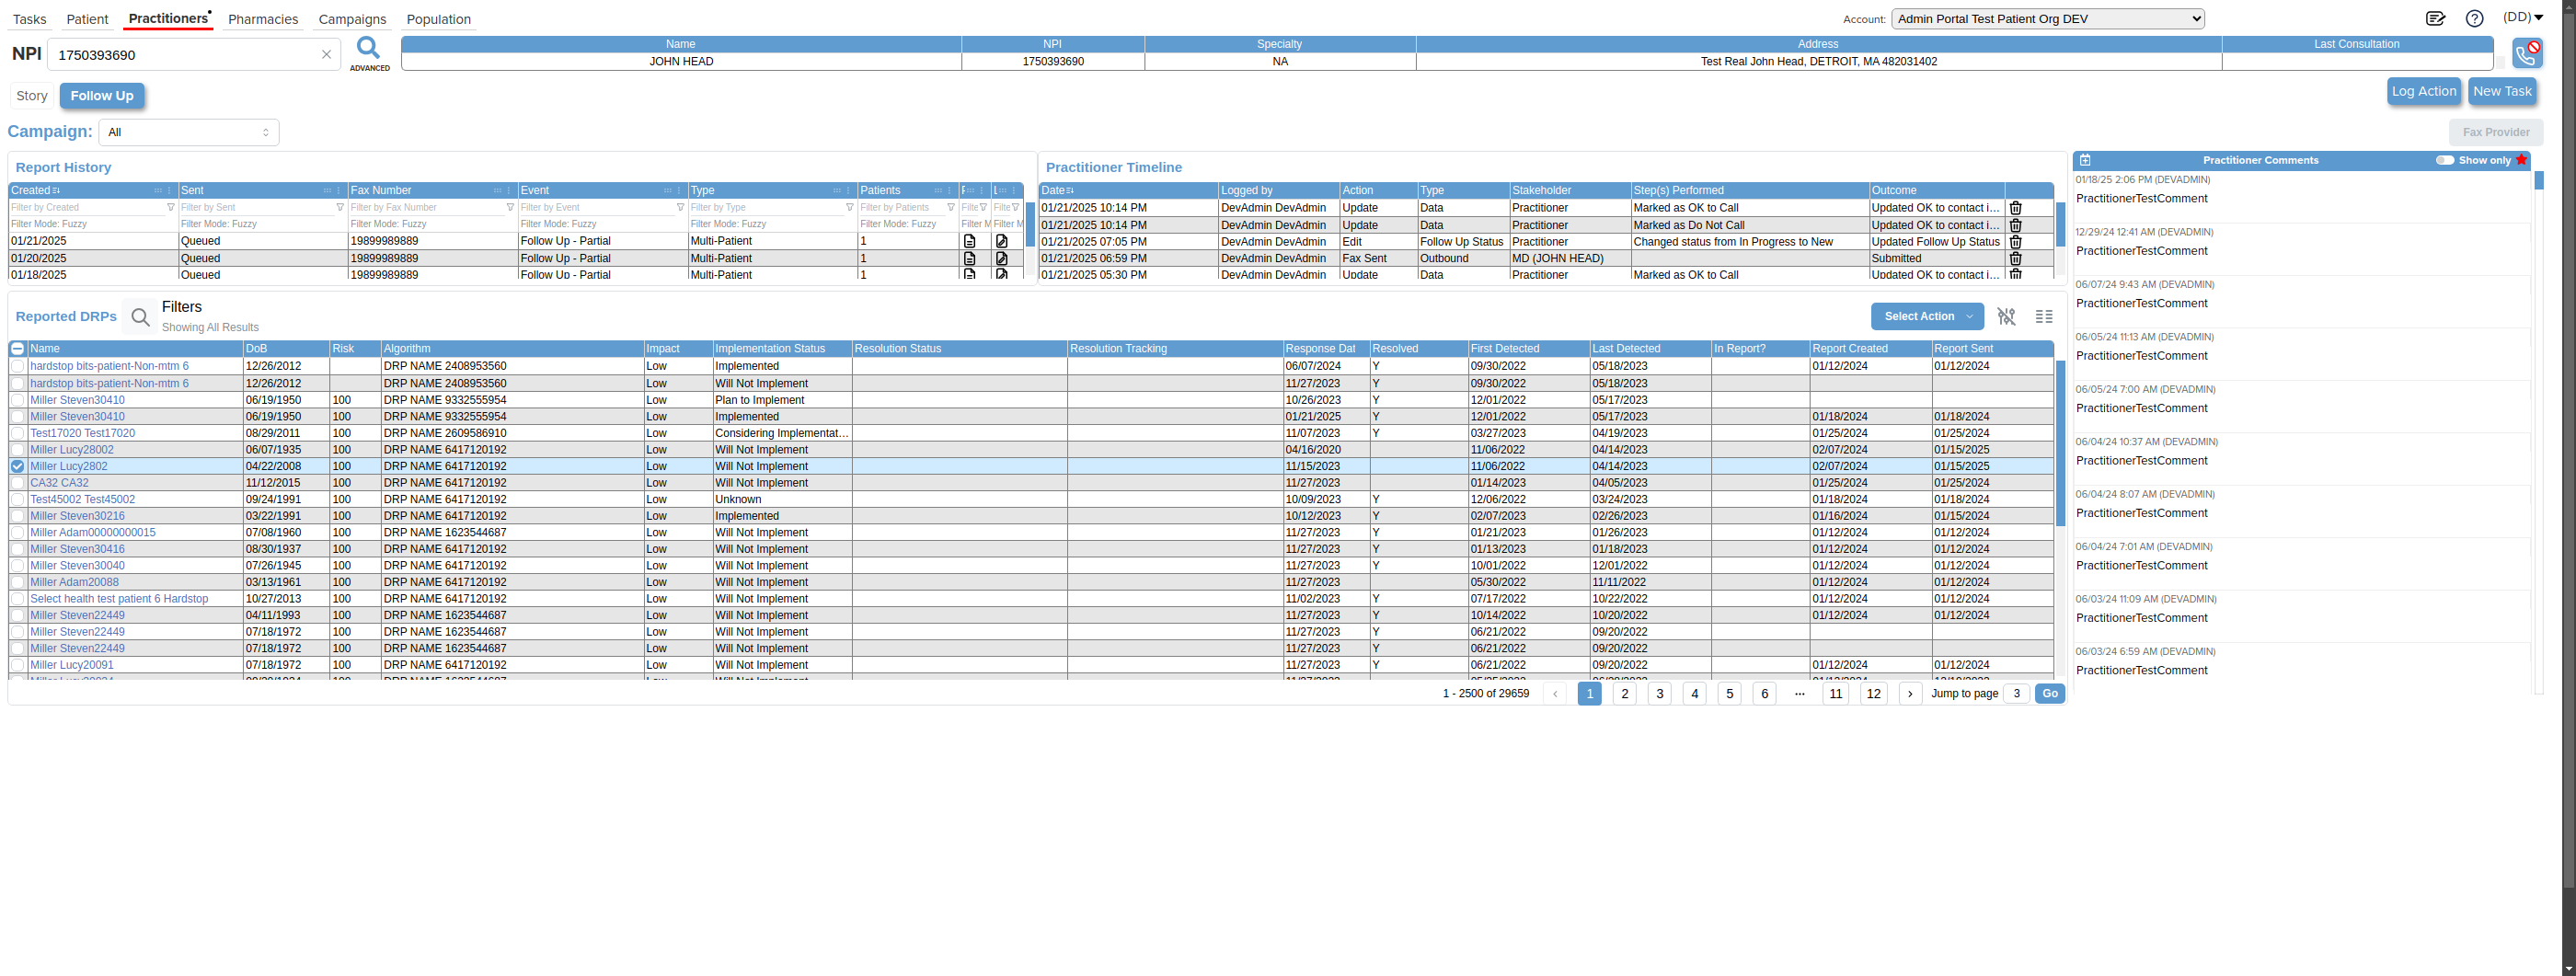 Tasks Patient Practitioners Pharmacies Campaigns Population Account: Admin Portal Test Patient Org DEV (DD)
NPI 1750393690 ADVANCED
Name NPI Specialty Address Last Consultation
JOHN HEAD 1750393690 NA Test Real John Head, DETROIT, MA 482031402
Story Follow Up Log Action New Task
Campaign: All Fax Provider
Report History
Created Sent Fax Number Event Type Patients
Filter by Created Filter by Sent Filter by Fax Number Filter by Event Filter by Type Filter by Patients Filte Filte
Filter Mode: Fuzzy Filter Mode: Fuzzy Filter Mode: Fuzzy Filter Mode: Fuzzy Filter Mode: Fuzzy Filter Mode: Fuzzy Filter M Filter M
01/21/2025 Queued 19899989889 Follow Up - Partial Multi-Patient 1
01/20/2025 Queued 19899989889 Follow Up - Partial Multi-Patient 1
01/18/2025 Queued 19899989889 Follow Up - Partial Multi-Patient 1
Practitioner Timeline
Date Logged by Action Type Stakeholder Step(s) Performed Outcome
01/21/2025 10:14 PM DevAdmin DevAdmin Update Data Practitioner Marked as OK to Call Updated OK to contact i...
01/21/2025 10:14 PM DevAdmin DevAdmin Update Data Practitioner Marked as Do Not Call Updated OK to contact i...
01/21/2025 07:05 PM DevAdmin DevAdmin Edit Follow Up Status Practitioner Changed status from In Progress to New Updated Follow Up Status
01/21/2025 06:59 PM DevAdmin DevAdmin Fax Sent Outbound MD (JOHN HEAD) Submitted
01/21/2025 05:30 PM DevAdmin DevAdmin Update Data Practitioner Marked as OK to Call Updated OK to contact i...
Reported DRPs Filters
Showing All Results
Select Action
Name DoB Risk Algorithm Impact Implementation Status Resolution Status Resolution Tracking Response Dat Resolved First Detected Last Detected In Report? Report Created Report Sent
hardstop bits-patient-Non-mtm 6 12/26/2012 DRP NAME 2408953560 Low Implemented 06/07/2024 Y 09/30/2022 05/18/2023 01/12/2024 01/12/2024
hardstop bits-patient-Non-mtm 6 12/26/2012 DRP NAME 2408953560 Low Will Not Implement 11/27/2023 Y 09/30/2022 05/18/2023
Miller Steven30410 06/19/1950 100 DRP NAME 9332555954 Low Plan to Implement 10/26/2023 Y 12/01/2022 05/17/2023
Miller Steven30410 06/19/1950 100 DRP NAME 9332555954 Low Implemented 01/21/2025 Y 12/01/2022 05/17/2023 01/18/2024 01/18/2024
Test17020 Test17020 08/29/2011 100 DRP NAME 2609586910 Low Considering Implementat... 11/07/2023 Y 03/27/2023 04/19/2023 01/25/2024 01/25/2024
Miller Lucy28002 06/07/1935 100 DRP NAME 6417120192 Low Will Not Implement 04/16/2020 11/06/2022 04/14/2023 02/07/2024 01/15/2025
Miller Lucy2802 04/22/2008 100 DRP NAME 6417120192 Low Will Not Implement 11/15/2023 11/06/2022 04/14/2023 02/07/2024 01/15/2025
CA32 CA32 11/12/2015 100 DRP NAME 6417120192 Low Will Not Implement 11/27/2023 01/14/2023 04/05/2023 01/25/2024 01/25/2024
Test45002 Test45002 09/24/1991 100 DRP NAME 6417120192 Low Unknown 10/09/2023 Y 12/06/2022 03/24/2023 01/18/2024 01/18/2024
Miller Steven30216 03/22/1991 100 DRP NAME 6417120192 Low Implemented 10/12/2023 Y 02/07/2023 02/26/2023 01/16/2024 01/15/2024
Miller Adam00000000015 07/08/1960 100 DRP NAME 1623544687 Low Will Not Implement 11/27/2023 Y 01/21/2023 01/26/2023 01/12/2024 01/12/2024
Miller Steven30416 08/30/1937 100 DRP NAME 6417120192 Low Will Not Implement 11/27/2023 Y 01/13/2023 01/18/2023 01/12/2024 01/12/2024
Miller Steven30040 07/26/1945 100 DRP NAME 6417120192 Low Will Not Implement 11/27/2023 Y 10/01/2022 12/01/2022 01/12/2024 01/12/2024
Miller Adam20088 03/13/1961 100 DRP NAME 6417120192 Low Will Not Implement 11/27/2023 05/30/2022 11/11/2022 01/12/2024 01/12/2024
Select health test patient 6 Hardstop 10/27/2013 100 DRP NAME 6417120192 Low Will Not Implement 11/02/2023 Y 07/17/2022 10/22/2022 01/12/2024 01/12/2024
Miller Steven22449 04/11/1993 100 DRP NAME 1623544687 Low Will Not Implement 11/27/2023 Y 10/14/2022 10/20/2022 01/12/2024 01/12/2024
Miller Steven22449 07/18/1972 100 DRP NAME 1623544687 Low Will Not Implement 11/27/2023 Y 06/21/2022 09/20/2022
Miller Steven22449 07/18/1972 100 DRP NAME 1623544687 Low Will Not Implement 11/27/2023 Y 06/21/2022 09/20/2022
Miller Lucy20091 07/18/1972 100 DRP NAME 6417120192 Low Will Not Implement 11/27/2023 Y 06/21/2022 09/20/2022 01/12/2024 01/12/2024
1 - 2500 of 29659 1 2 3 4 5 6 ... 11 12 Jump to page 3 Go
Practitioner Comments Show only
01/18/25 2:06 PM (DEVADMIN)
PractitionerTestComment
12/29/24 12:41 AM (DEVADMIN)
PractitionerTestComment
06/07/24 9:43 AM (DEVADMIN)
PractitionerTestComment
06/05/24 11:13 AM (DEVADMIN)
PractitionerTestComment
06/05/24 7:00 AM (DEVADMIN)
PractitionerTestComment
06/04/24 10:37 AM (DEVADMIN)
PractitionerTestComment
06/04/24 8:07 AM (DEVADMIN)
PractitionerTestComment
06/04/24 7:01 AM (DEVADMIN)
PractitionerTestComment
06/03/24 11:09 AM (DEVADMIN)
PractitionerTestComment
06/03/24 6:59 AM (DEVADMIN)
PractitionerTestComment